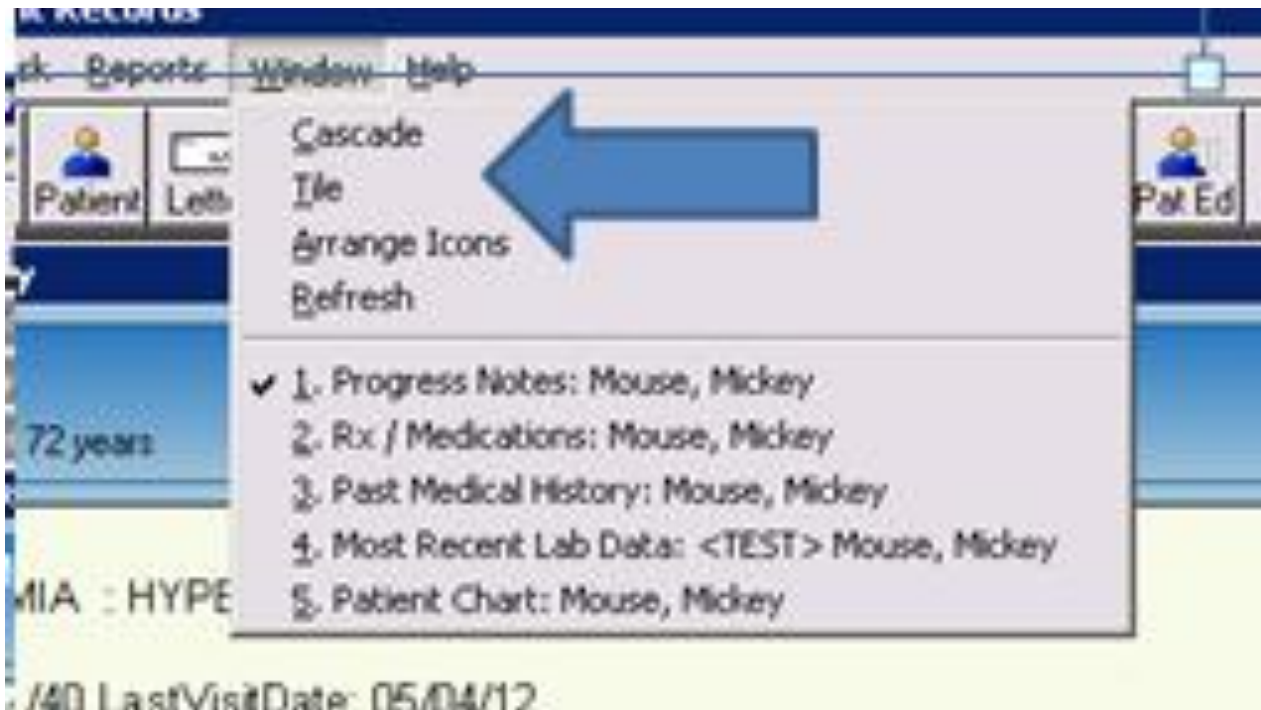 Records
Reports Window Help
Cascade
Tile
Arrange Icons
Refresh
Patient
Pat Ed
72 years
1. Progress Notes: Mouse, Mickey
2. Rx / Medications: Mouse, Mickey
3. Past Medical History: Mouse, Mickey
4. Most Recent Lab Data: <TEST> Mouse, Mickey
5. Patient Chart: Mouse, Mickey
MIA : HYPE
/40 LastVisitDate: 05/04/12